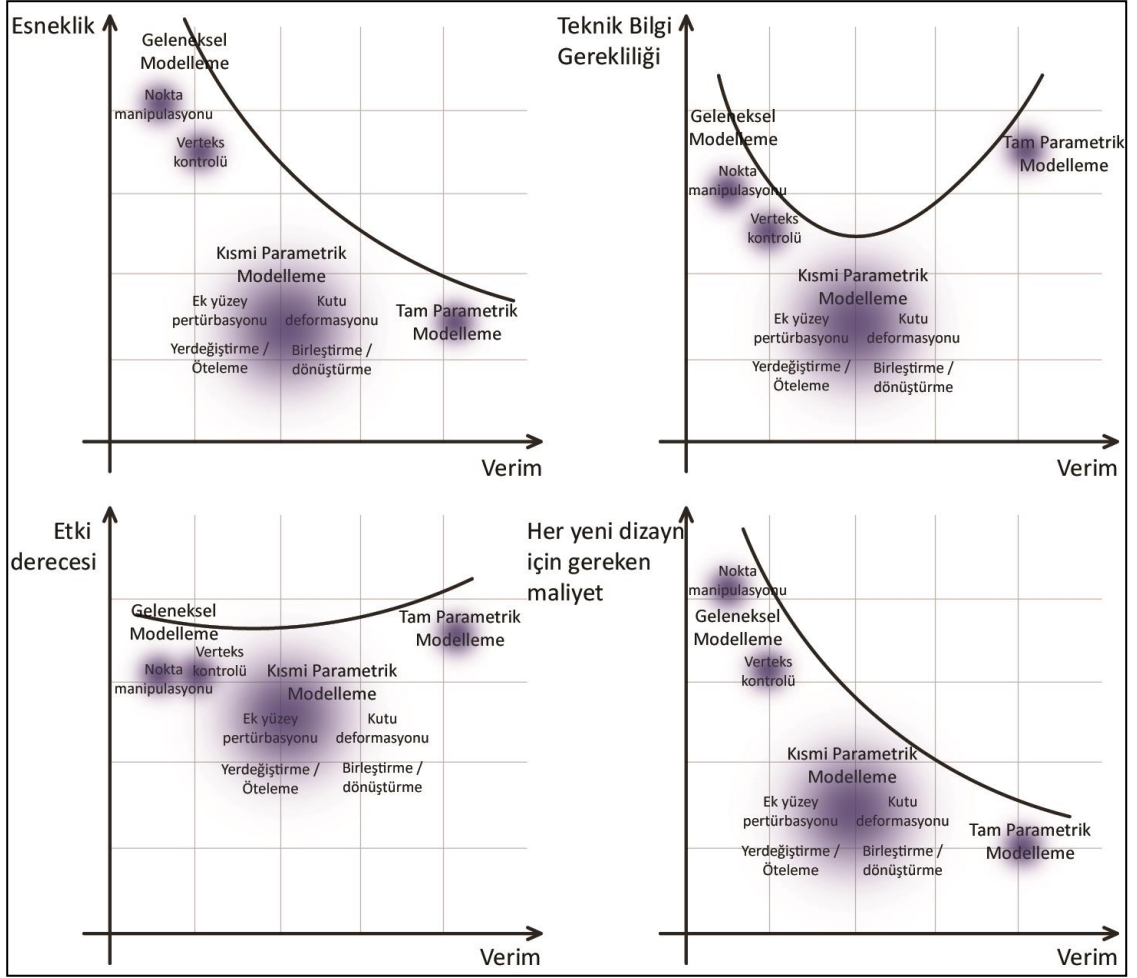 Esneklik
Geleneksel
Modelleme
Nokta
manipulasyonu
Verteks
kontrolü
Kısmi Parametrik
Modelleme
Ek yüzey
pertürbasyonu
Kutu
deformasyonu
Yerdeğiştirme /
Öteleme
Birleştirme /
dönüştürme
Tam Parametrik
Modelleme
Verim
Teknik Bilgi
Gerekliliği
Geleneksel
Modelleme
Nokta
manipulasyonu
Verteks
kontrolü
Tam Parametrik
Modelleme
Kısmi Parametrik
Modelleme
Ek yüzey
pertürbasyonu
Kutu
deformasyonu
Yerdeğiştirme /
Öteleme
Birleştirme /
dönüştürme
Verim
Etki
derecesi
Geleneksel
Modelleme
Verteks
kontrolü
Nokta
manipulasyonu
Tam Parametrik
Modelleme
Kısmi Parametrik
Modelleme
Ek yüzey
pertürbasyonu
Kutu
deformasyonu
Yerdeğiştirme /
Öteleme
Birleştirme /
dönüştürme
Verim
Her yeni dizayn
için gereken
maliyet
Nokta
manipulasyonu
Geleneksel
Modelleme
Verteks
kontrolü
Kısmi Parametrik
Modelleme
Ek yüzey
pertürbasyonu
Kutu
deformasyonu
Yerdeğiştirme /
Öteleme
Birleştirme /
dönüştürme
Tam Parametrik
Modelleme
Verim